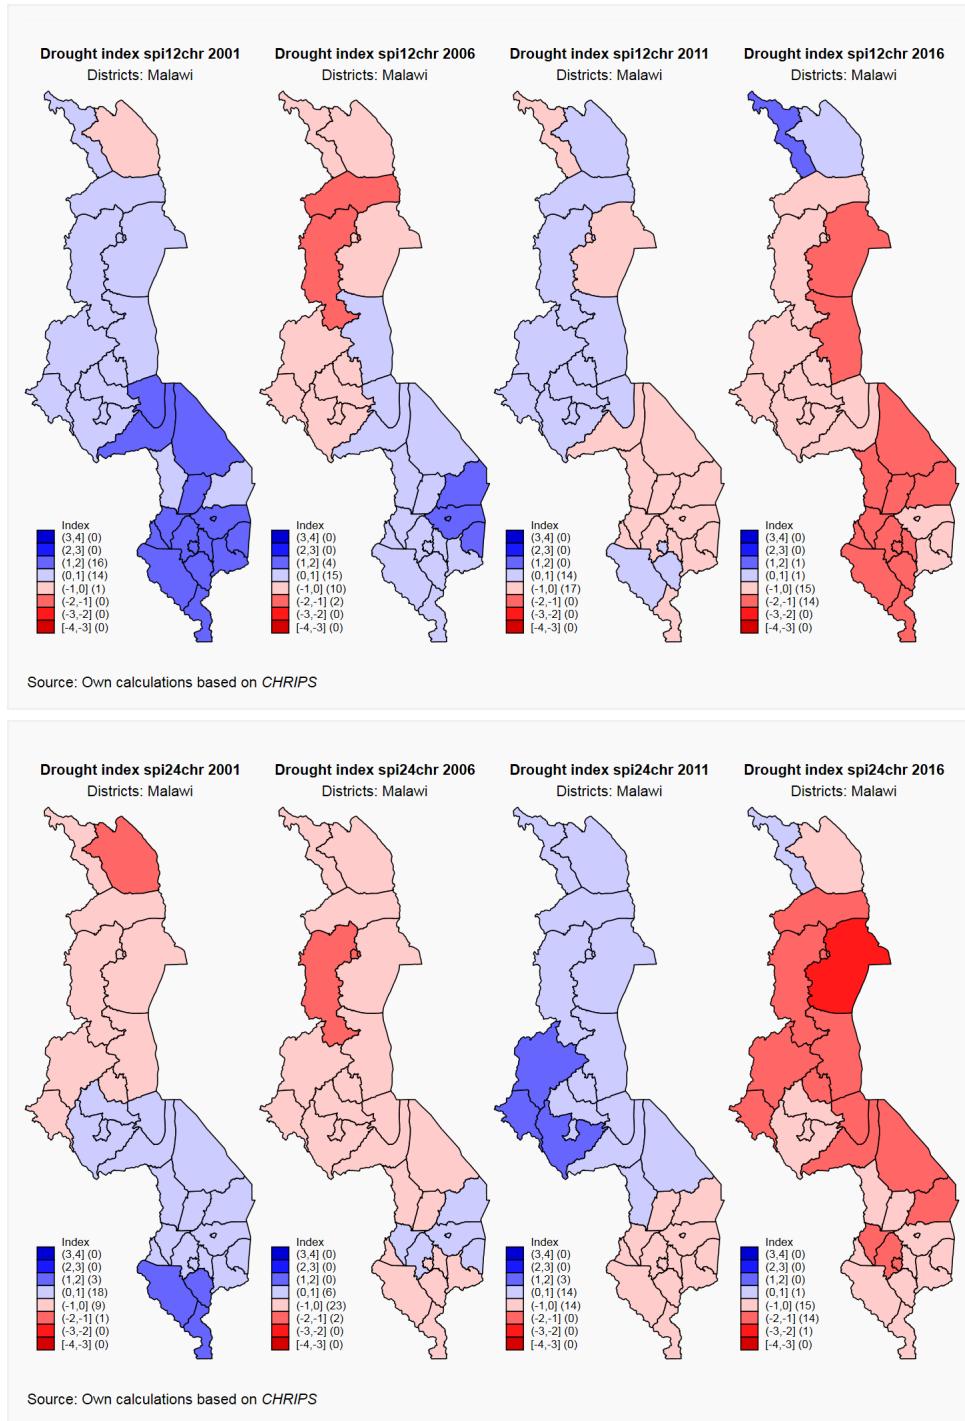 Drought index spi12chr 2001
Districts: Malawi
Index
(3,4] (0)
(2,3] (0)
(1,2] (16)
(0,1] (14)
(-1,0] (1)
(-2,-1] (0)
(-3,-2] (0)
[-4,-3] (0)
Drought index spi12chr 2006
Districts: Malawi
Index
(3,4] (0)
(2,3] (0)
(1,2] (4)
(0,1] (15)
(-1,0] (10)
(-2,-1] (2)
(-3,-2] (0)
[-4,-3] (0)
Drought index spi12chr 2011
Districts: Malawi
Index
(3,4] (0)
(2,3] (0)
(1,2] (0)
(0,1] (14)
(-1,0] (17)
(-2,-1] (0)
(-3,-2] (0)
[-4,-3] (0)
Drought index spi12chr 2016
Districts: Malawi
Index
(3,4] (0)
(2,3] (0)
(1,2] (1)
(0,1] (1)
(-1,0] (15)
(-2,-1] (14)
(-3,-2] (0)
[-4,-3] (0)
Source: Own calculations based on CHRIPS
Drought index spi24chr 2001
Districts: Malawi
Index
(3,4] (0)
(2,3] (0)
(1,2] (3)
(0,1] (18)
(-1,0] (9)
(-2,-1] (1)
(-3,-2] (0)
[-4,-3] (0)
Drought index spi24chr 2006
Districts: Malawi
Index
(3,4] (0)
(2,3] (0)
(1,2] (0)
(0,1] (6)
(-1,0] (23)
(-2,-1] (2)
(-3,-2] (0)
[-4,-3] (0)
Drought index spi24chr 2011
Districts: Malawi
Index
(3,4] (0)
(2,3] (0)
(1,2] (3)
(0,1] (14)
(-1,0] (14)
(-2,-1] (0)
(-3,-2] (0)
[-4,-3] (0)
Drought index spi24chr 2016
Districts: Malawi
Index
(3,4] (0)
(2,3] (0)
(1,2] (0)
(0,1] (1)
(-1,0] (15)
(-2,-1] (14)
(-3,-2] (1)
[-4,-3] (0)
Source: Own calculations based on CHRIPS